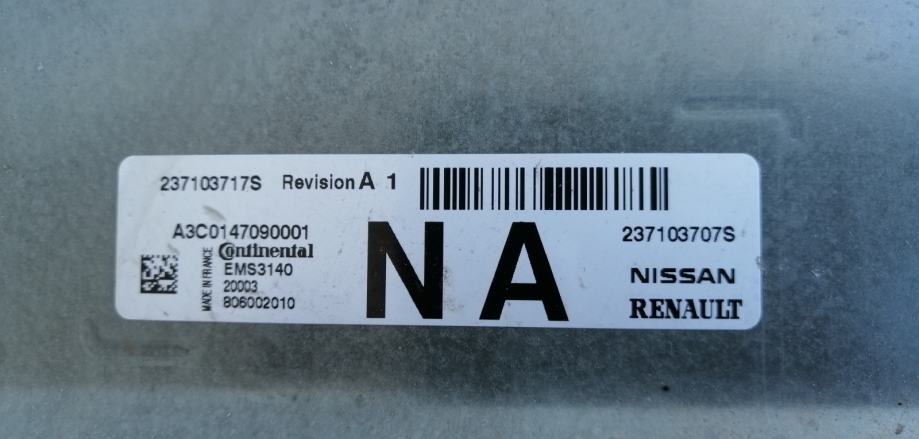 237103717S Revision A 1
A3C0147090001
Continental
EMS3140
20003
806002010
MADE IN FRANCE
NA
237103707S
NISSAN
RENAULT